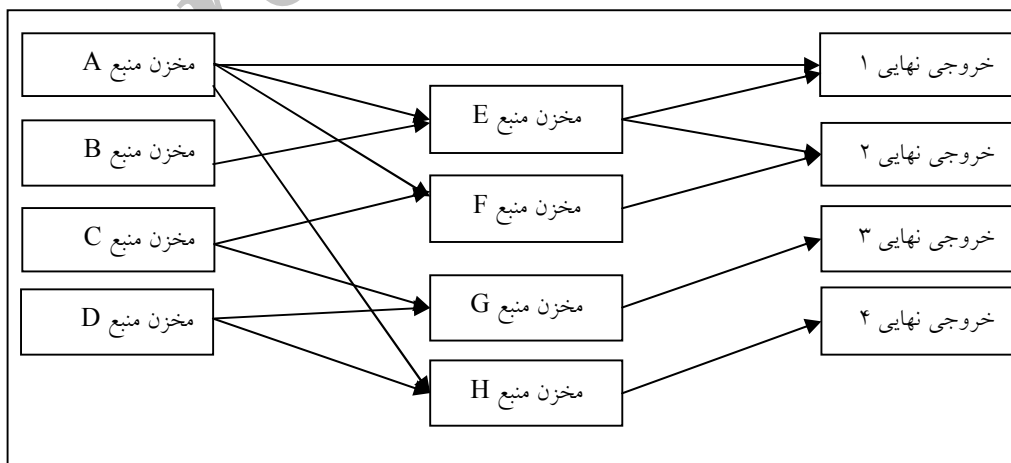 مخزن منبع A
مخزن منبع B
مخزن منبع C
مخزن منبع D
مخزن منبع E
مخزن منبع F
مخزن منبع G
مخزن منبع H
خروجی نهایی ۱
خروجی نهایی ۲
خروجی نهایی ۳
خروجی نهایی ۴